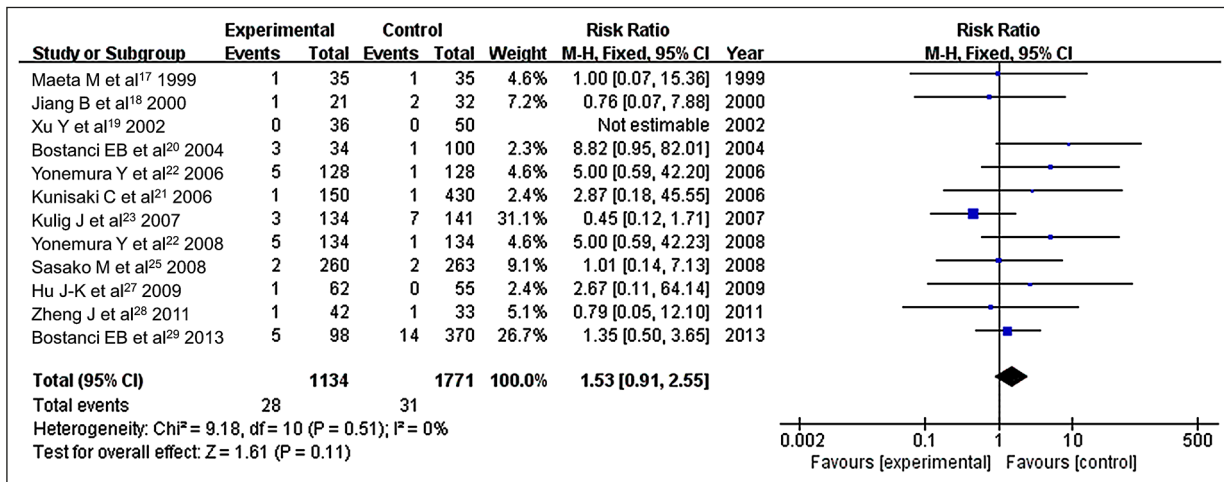 Experimental Control Risk Ratio Risk Ratio
Study or Subgroup Events Total Events Total Weight M-H, Fixed, 95% CI Year M-H, Fixed, 95% CI
Maeta M et al¹⁷ 1999 1 35 1 35 4.6% 1.00 [0.07, 15.36] 1999
Jiang B et al¹⁸ 2000 1 21 2 32 7.2% 0.76 [0.07, 7.88] 2000
Xu Y et al¹⁹ 2002 0 36 0 50 Not estimable 2002
Bostanci EB et al²⁰ 2004 3 34 1 100 2.3% 8.82 [0.95, 82.01] 2004
Yonemura Y et al²² 2006 5 128 1 128 4.6% 5.00 [0.59, 42.20] 2006
Kunisaki C et al²¹ 2006 1 150 1 430 2.4% 2.87 [0.18, 45.55] 2006
Kulig J et al²³ 2007 3 134 7 141 31.1% 0.45 [0.12, 1.71] 2007
Yonemura Y et al²² 2008 5 134 1 134 4.6% 5.00 [0.59, 42.23] 2008
Sasako M et al²⁵ 2008 2 260 2 263 9.1% 1.01 [0.14, 7.13] 2008
Hu J-K et al²⁷ 2009 1 62 0 55 2.4% 2.67 [0.11, 64.14] 2009
Zheng J et al²⁸ 2011 1 42 1 33 5.1% 0.79 [0.05, 12.10] 2011
Bostanci EB et al²⁹ 2013 5 98 14 370 26.7% 1.35 [0.50, 3.65] 2013
Total (95% CI) 1134 1771 100.0% 1.53 [0.91, 2.55]
Total events 28 31
Heterogeneity: Chi² = 9.18, df = 10 (P = 0.51); I² = 0%
Test for overall effect: Z = 1.61 (P = 0.11)
0.002 0.1 1 10 500
Favours [experimental] Favours [control]